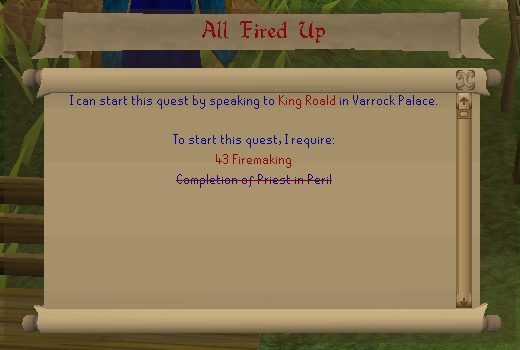 All Fired Up
I can start this quest by speaking to King Roald in Varrock Palace.
To start this quest, I require:
43 Firemaking
Completion of Priest in Peril